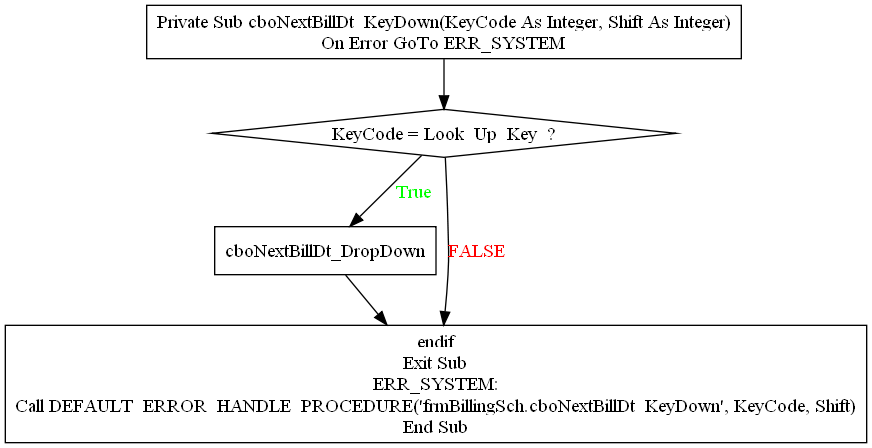 Private Sub cboNextBillDt  KeyDown(KeyCode As Integer, Shift As Integer)
On Error GoTo ERR_SYSTEM
KeyCode = Look  Up  Key  ?
True
cboNextBillDt_DropDown
FALSE
endif
Exit Sub
ERR_SYSTEM:
Call DEFAULT  ERROR  HANDLE  PROCEDURE('frmBillingSch.cboNextBillDt  KeyDown', KeyCode, Shift)
End Sub